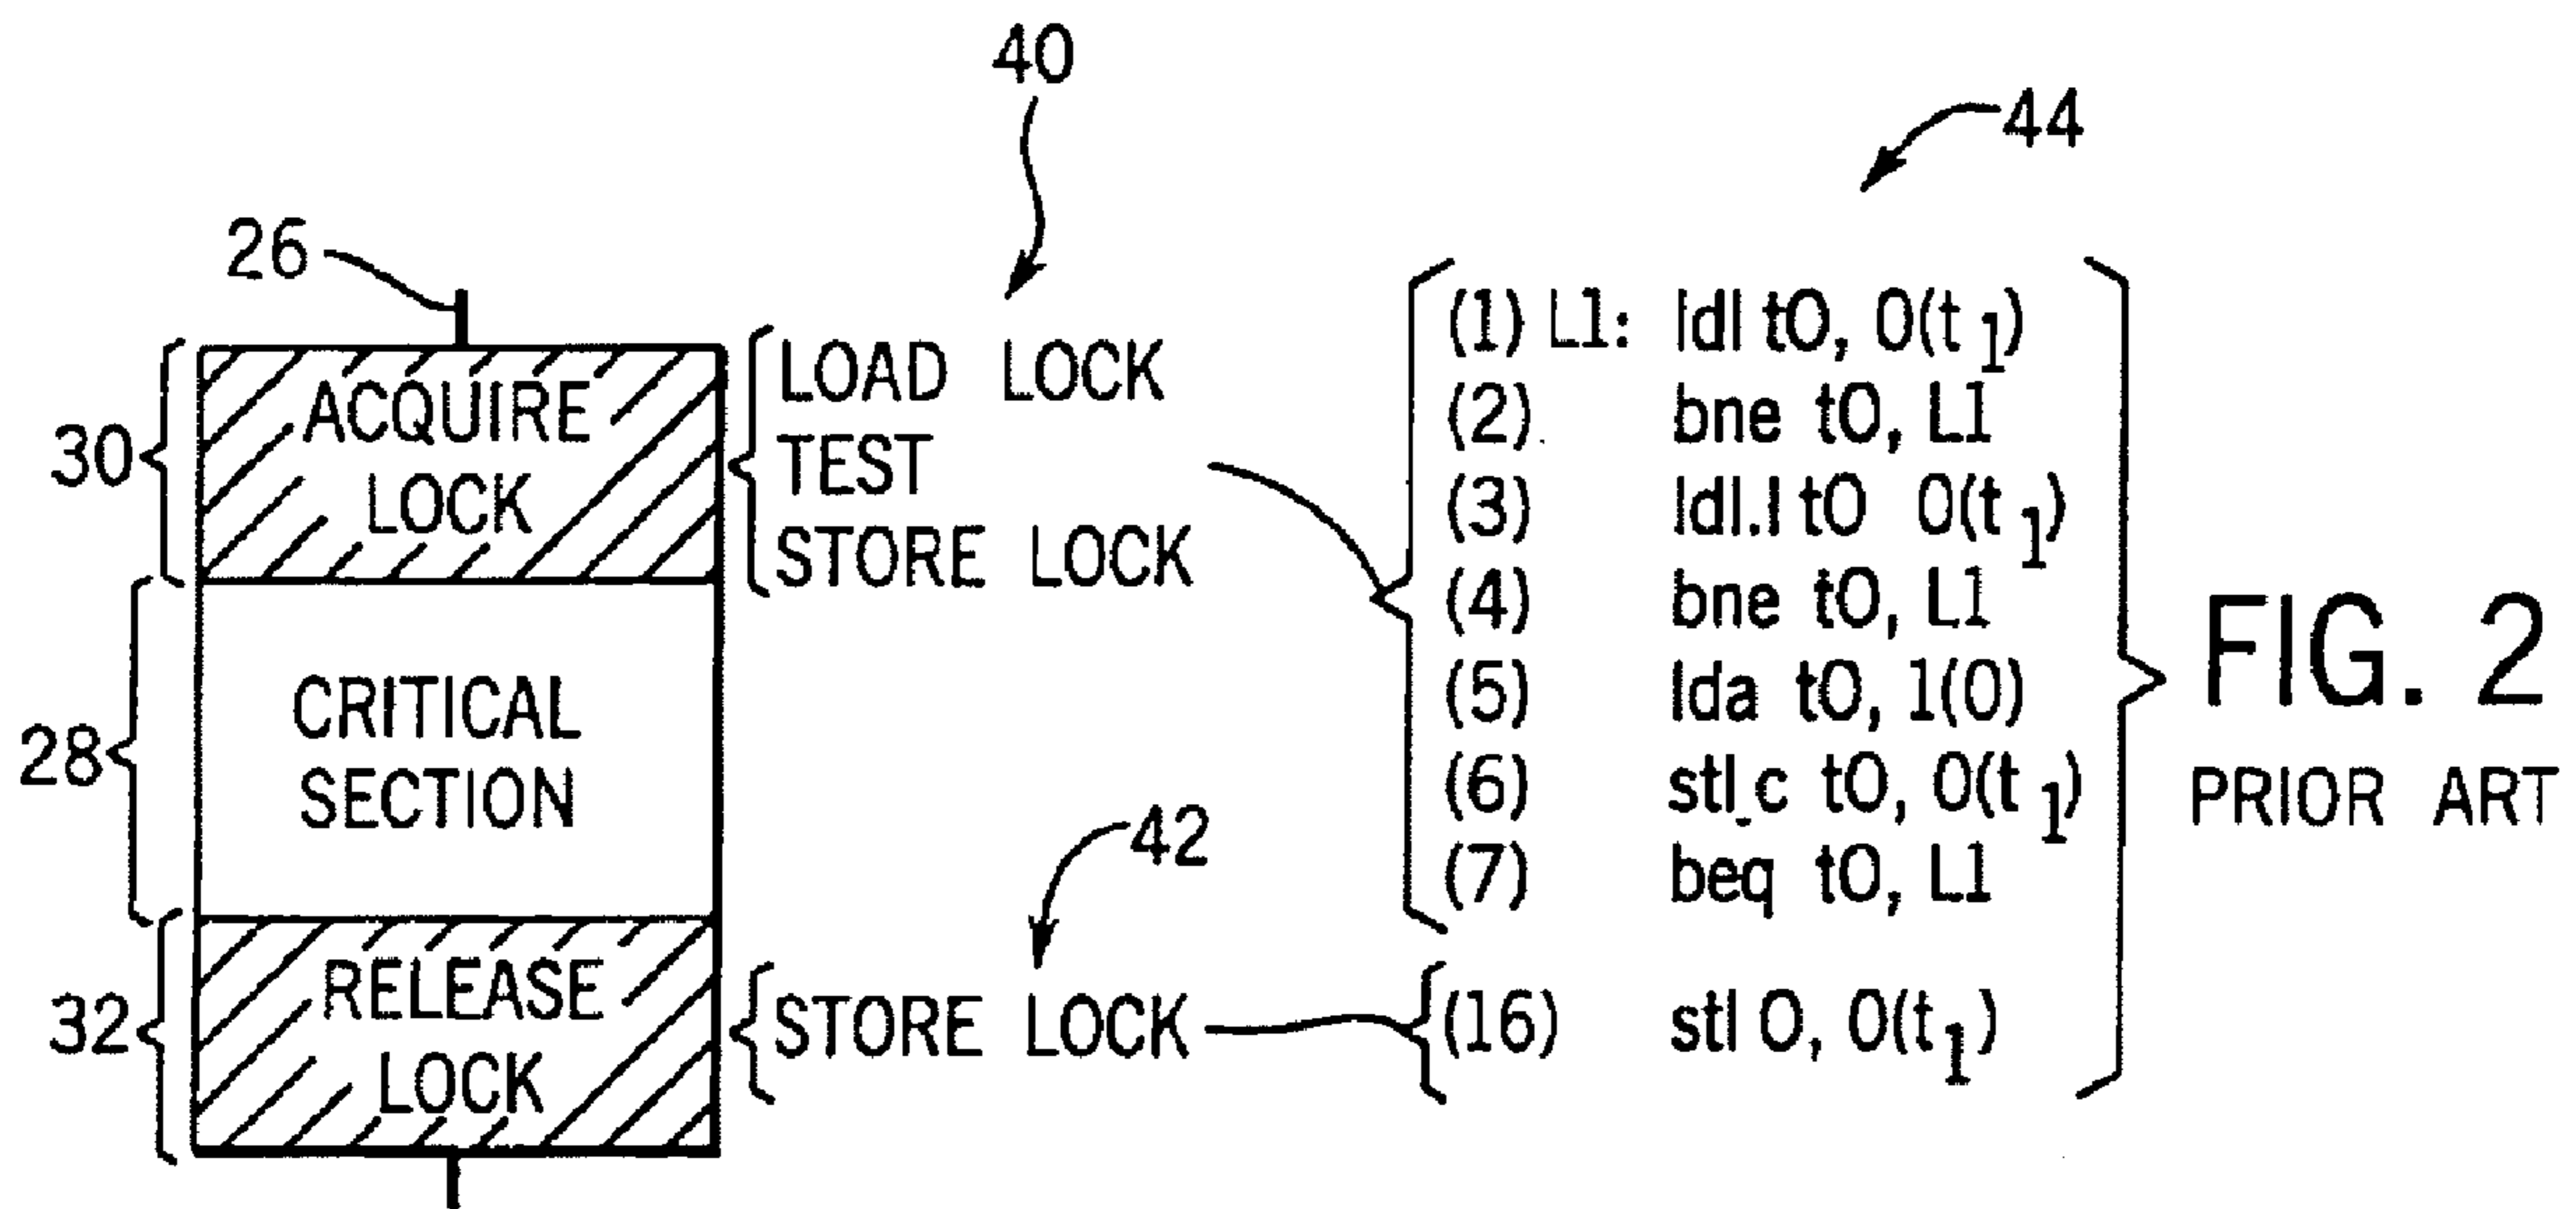 40
44
26
30
ACQUIRE
LOCK
LOAD LOCK
TEST
STORE LOCK
28
CRITICAL
SECTION
32
RELEASE
LOCK
42
STORE LOCK
(1) L1: ldl t0, 0(t1)
(2) bne t0, L1
(3) ldl.l t0 0(t1)
(4) bne t0, L1
(5) lda t0, 1(0)
(6) stl_c t0, 0(t1)
(7) beq t0, L1
(16) stl 0, 0(t1)
FIG. 2
PRIOR ART